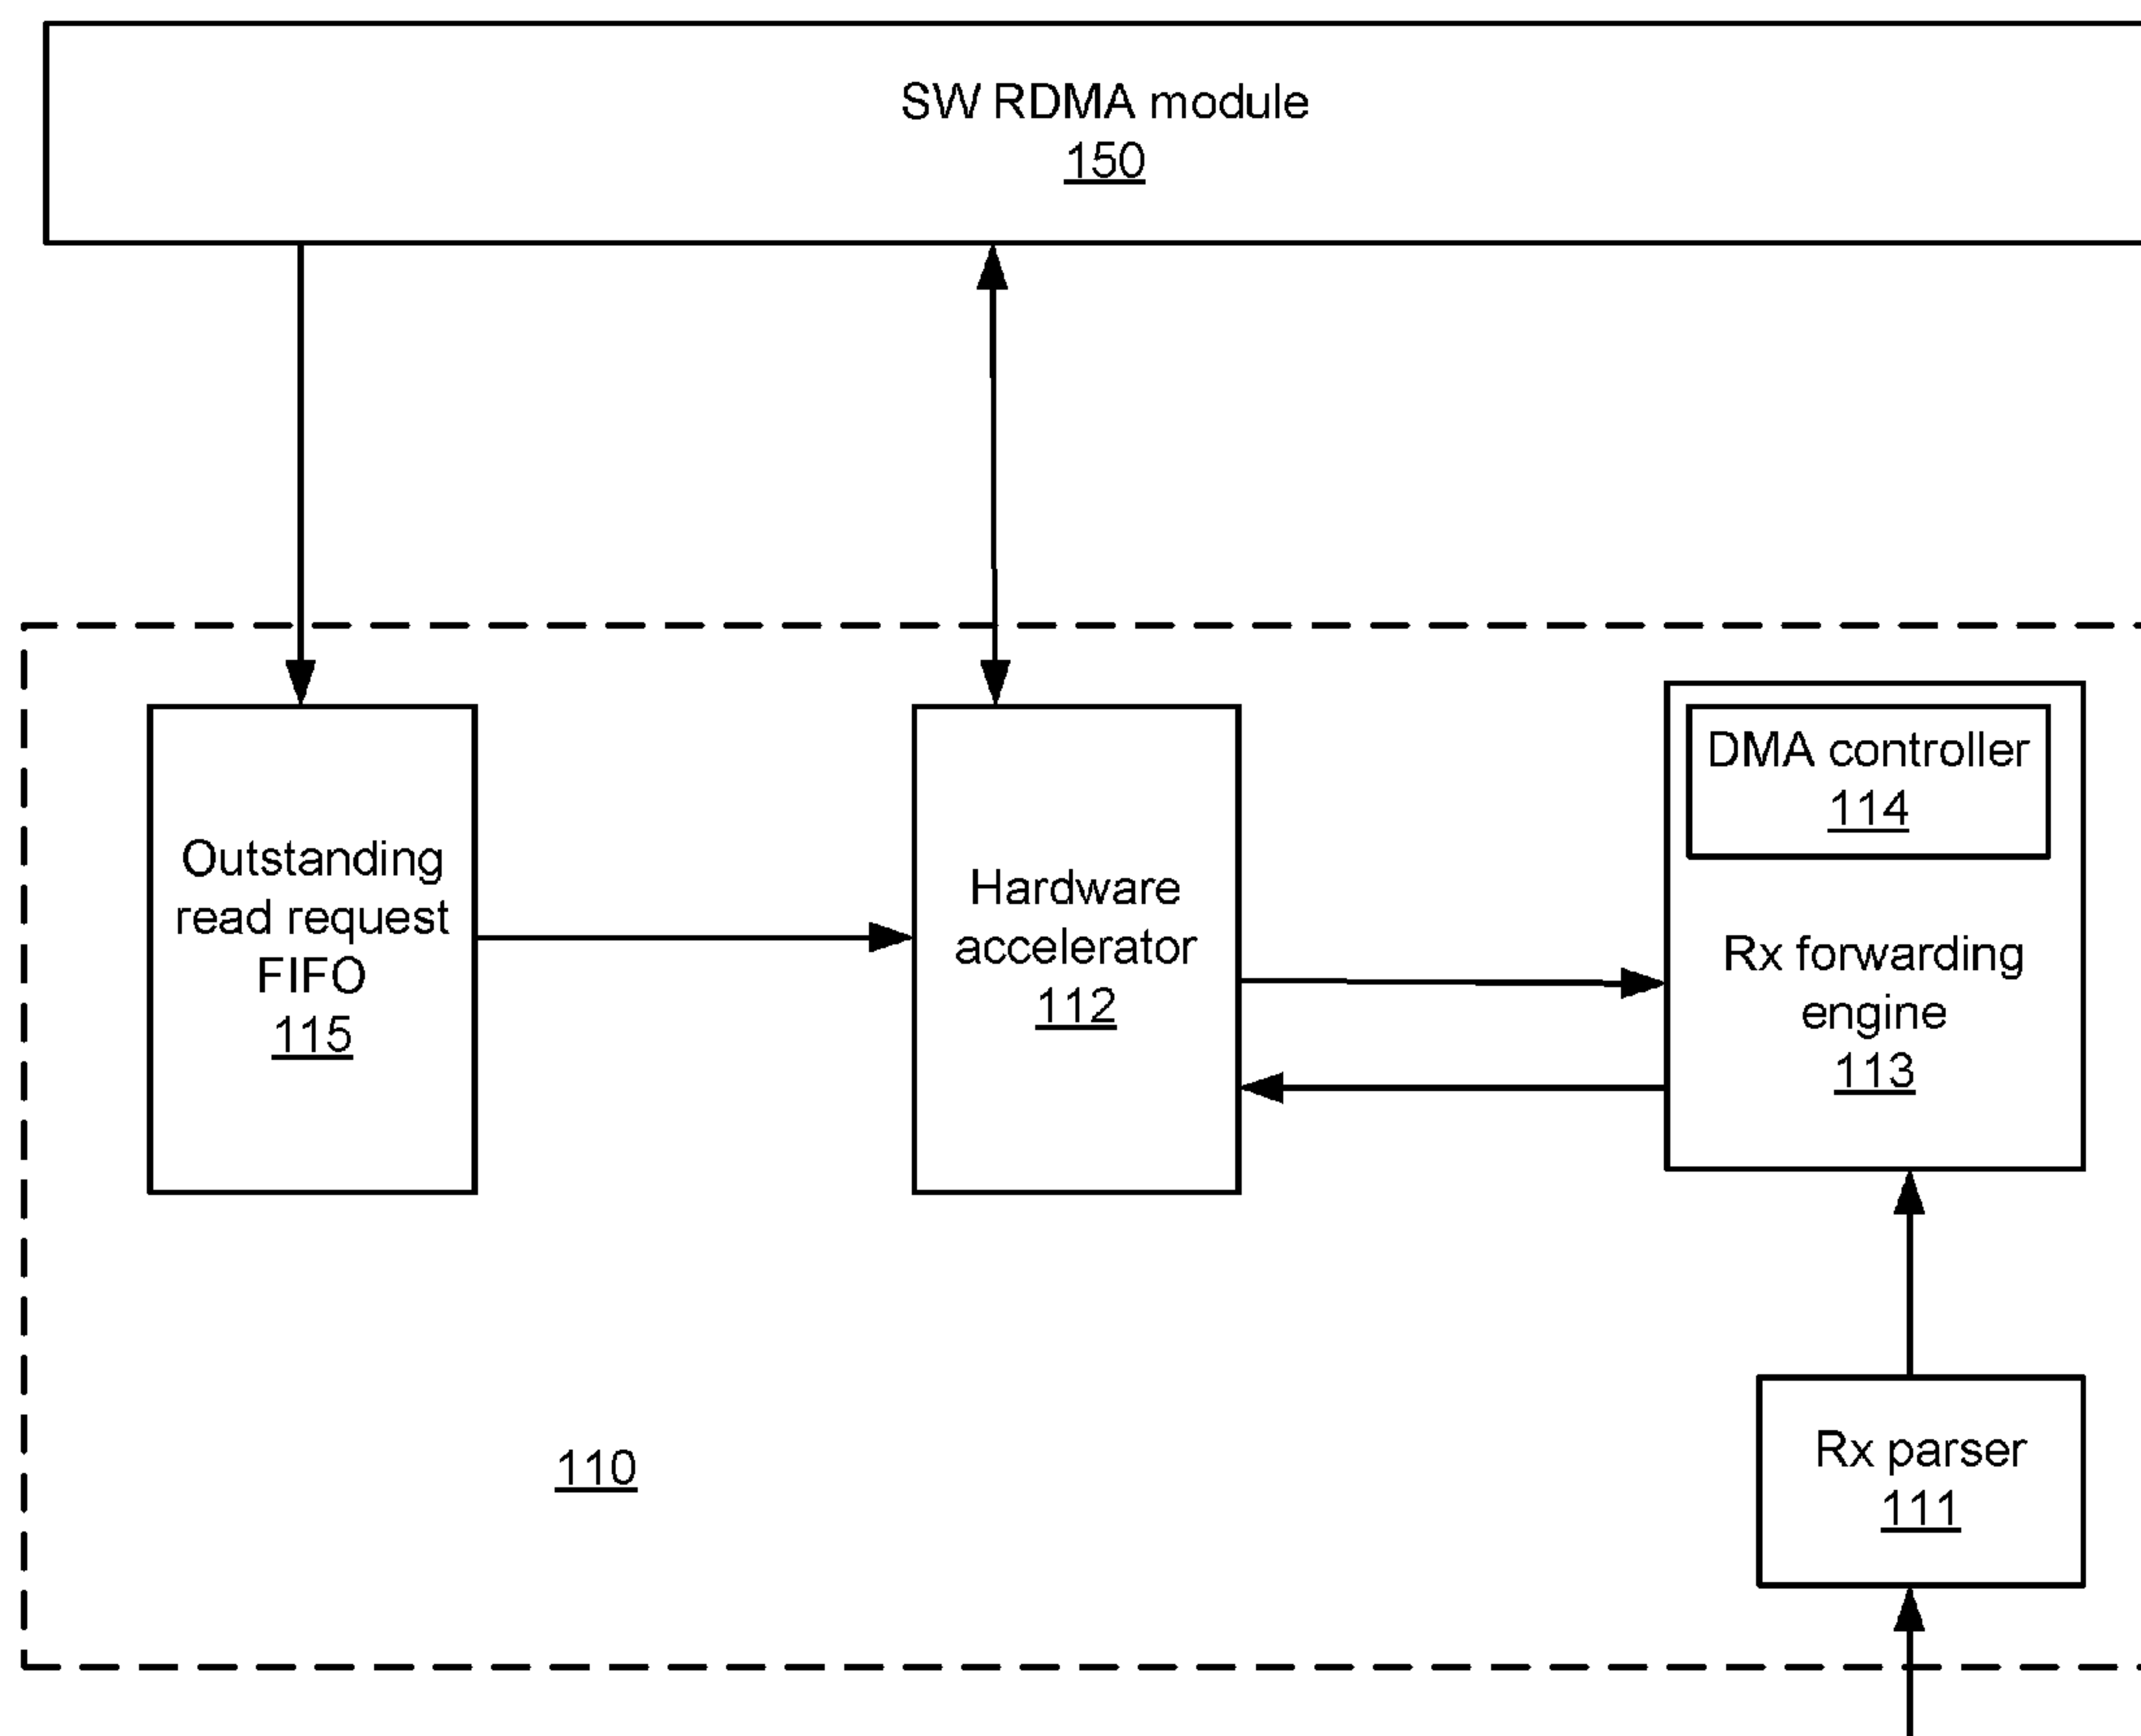 SW RDMA module
150
Outstanding
read request
FIFO
115
Hardware
accelerator
112
DMA controller
114
Rx forwarding
engine
113
110
Rx parser
111